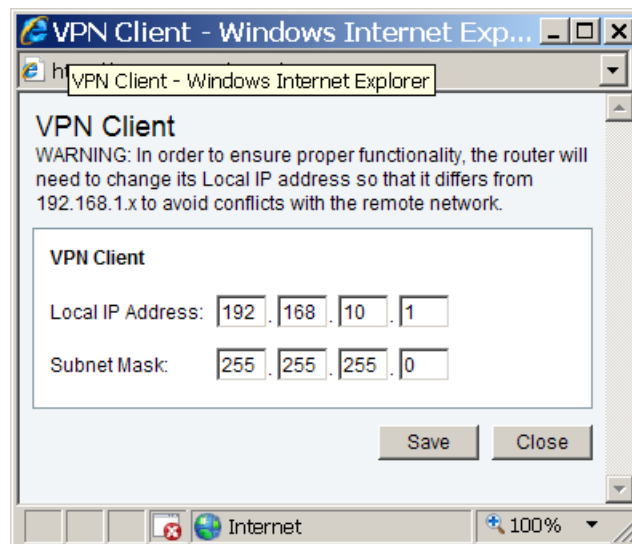 VPN Client - Windows Internet Exp...
VPN Client - Windows Internet Explorer
VPN Client
WARNING: In order to ensure proper functionality, the router will
need to change its Local IP address so that it differs from
192.168.1.x to avoid conflicts with the remote network.
VPN Client
Local IP Address: 192 . 168 . 10 . 1
Subnet Mask: 255 . 255 . 255 . 0
Save Close
Internet 100%